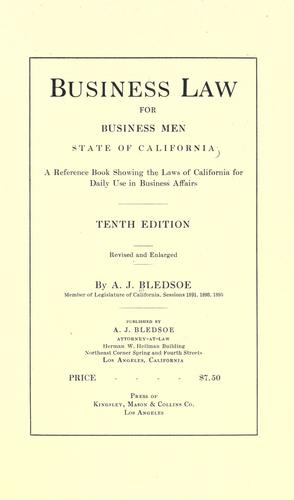 BUSINESS LAW
FOR
BUSINESS MEN
STATE OF CALIFORNIA
A Reference Book Showing the Laws of California for
Daily Use in Business Affairs
TENTH EDITION
Revised and Enlarged
By A. J. BLEDSOE
Member of Legislature of California, Sessions 1891, 1893, 1895
PUBLISHED BY
A. J. BLEDSOE
ATTORNEY-AT-LAW
Herman W. Hellman Building
Northeast Corner Spring and Fourth Streets
LOS ANGELES, CALIFORNIA
PRICE - - - - $7.50
PRESS OF
KINGSLEY, MASON & COLLINS CO.
LOS ANGELES